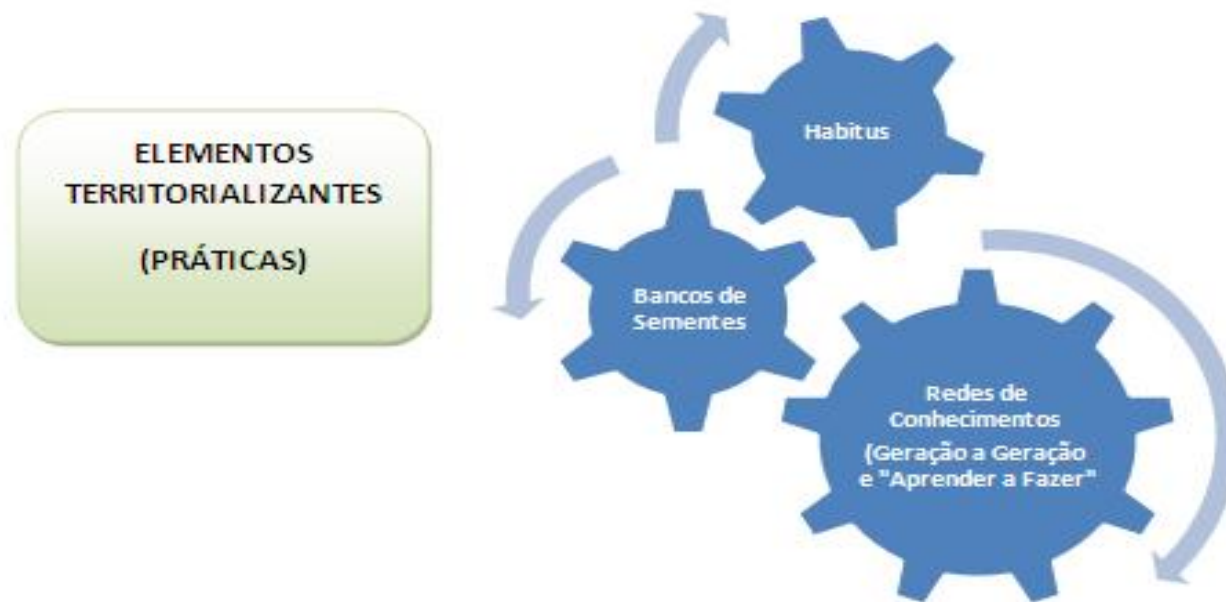 ELEMENTOS
TERRITORIALIZANTES
(PRÁTICAS)
Habitus
Bancos de
Sementes
Redes de
Conhecimentos
(Geração a Geração
e "Aprender a Fazer"